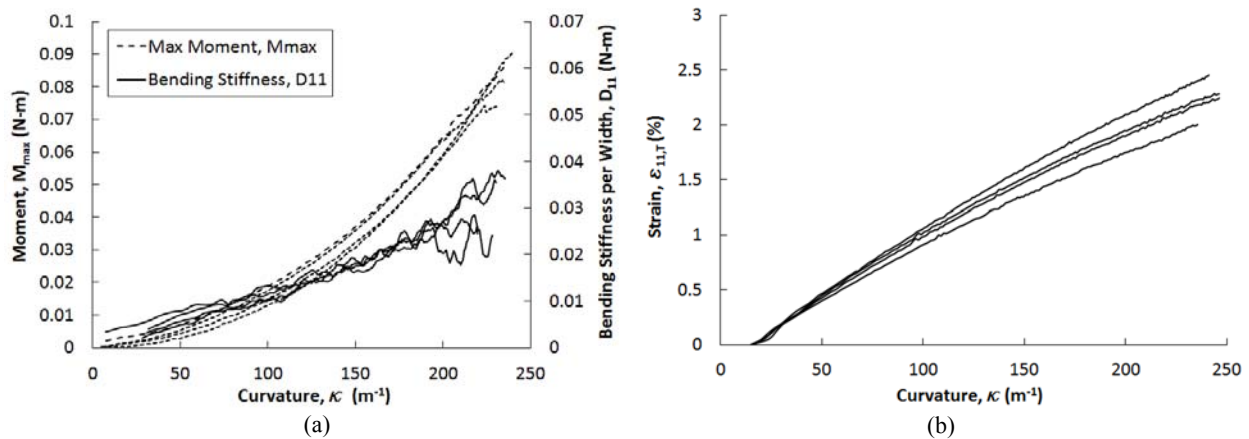 0.1
0.09
0.08
0.07
0.06
0.05
0.04
0.03
0.02
0.01
0
Moment, Mmax (N-m)
Max Moment, Mmax
Bending Stiffness, D11
0.07
0.06
0.05
0.04
0.03
0.02
0.01
0
Bending Stiffness per Width, D11 (N-m)
0 50 100 150 200 250
Curvature, κ (m-1)
(a)
3
2.5
2
1.5
1
0.5
0
Strain, ε11,T (%)
0 50 100 150 200 250
Curvature, κ (m-1)
(b)